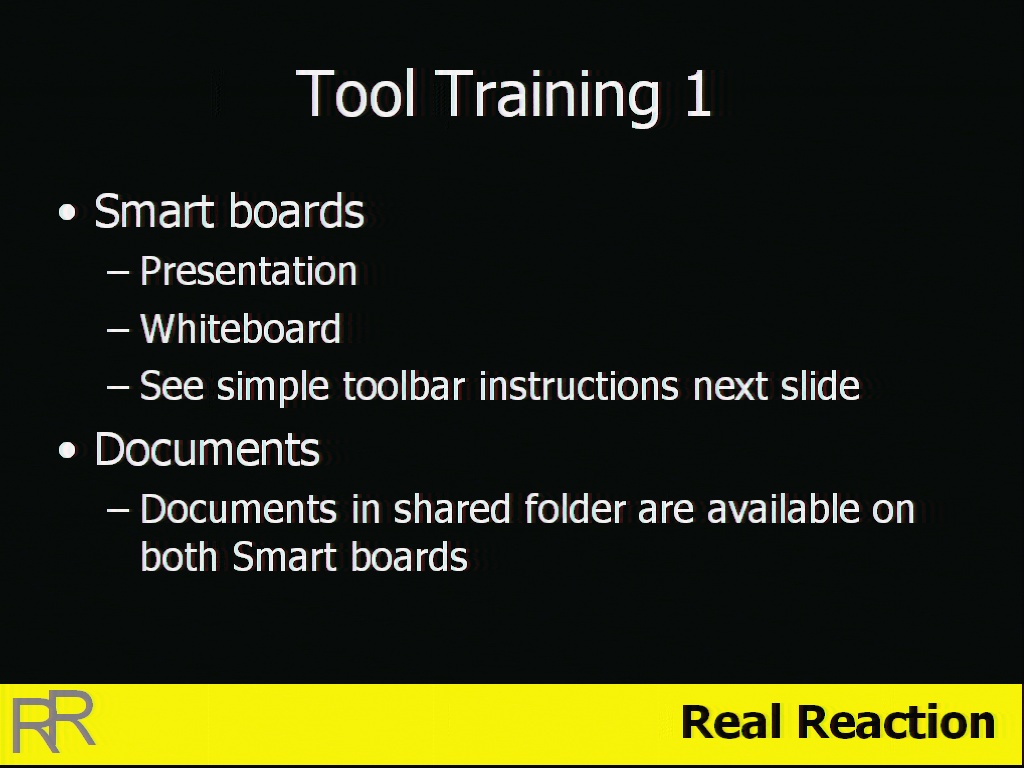 Tool Training 1
• Smart boards
– Presentation
– Whiteboard
– See simple toolbar instructions next slide
• Documents
– Documents in shared folder are available on
both Smart boards
RR
Real Reaction